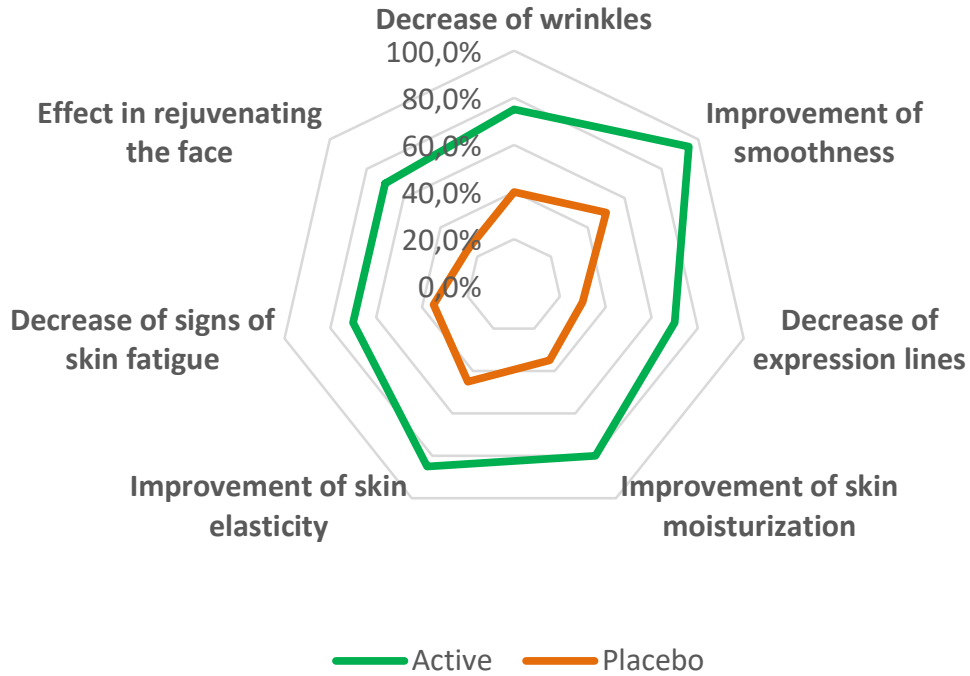 Decrease of wrinkles
100,0%
80,0%
60,0%
40,0%
20,0%
0,0%
Improvement of
smoothness
Decrease of
expression lines
Improvement of skin
moisturization
Improvement of skin
elasticity
Decrease of signs of
skin fatigue
Effect in rejuvenating
the face
Active
Placebo